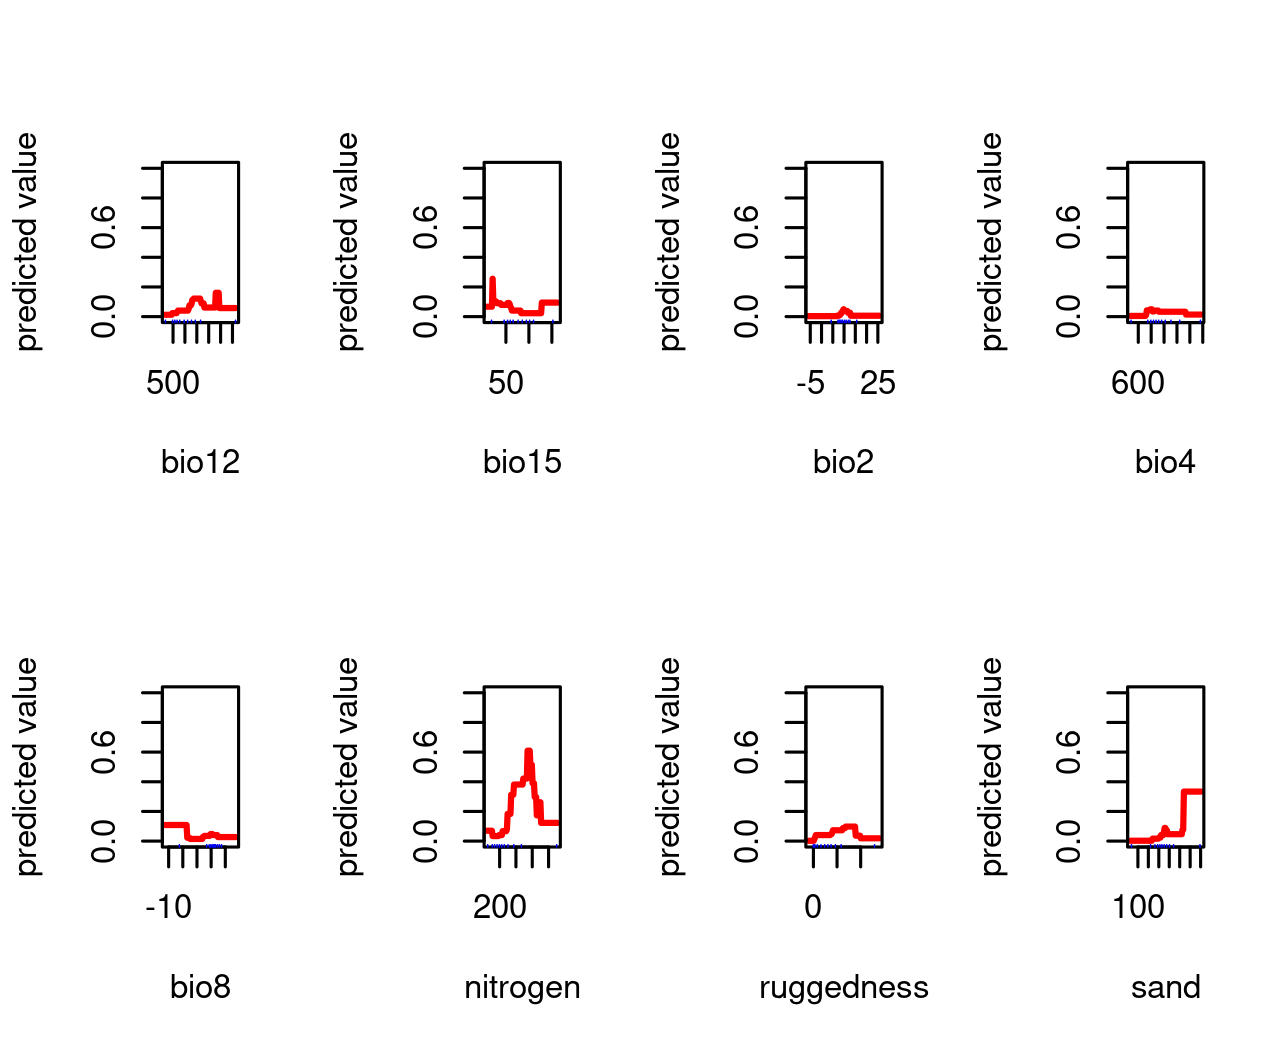 predicted value
0.0 0.6
500
bio12
predicted value
0.0 0.6
50
bio15
predicted value
0.0 0.6
-5 25
bio2
predicted value
0.0 0.6
600
bio4
predicted value
0.0 0.6
-10
bio8
predicted value
0.0 0.6
200
nitrogen
predicted value
0.0 0.6
0
ruggedness
predicted value
0.0 0.6
100
sand